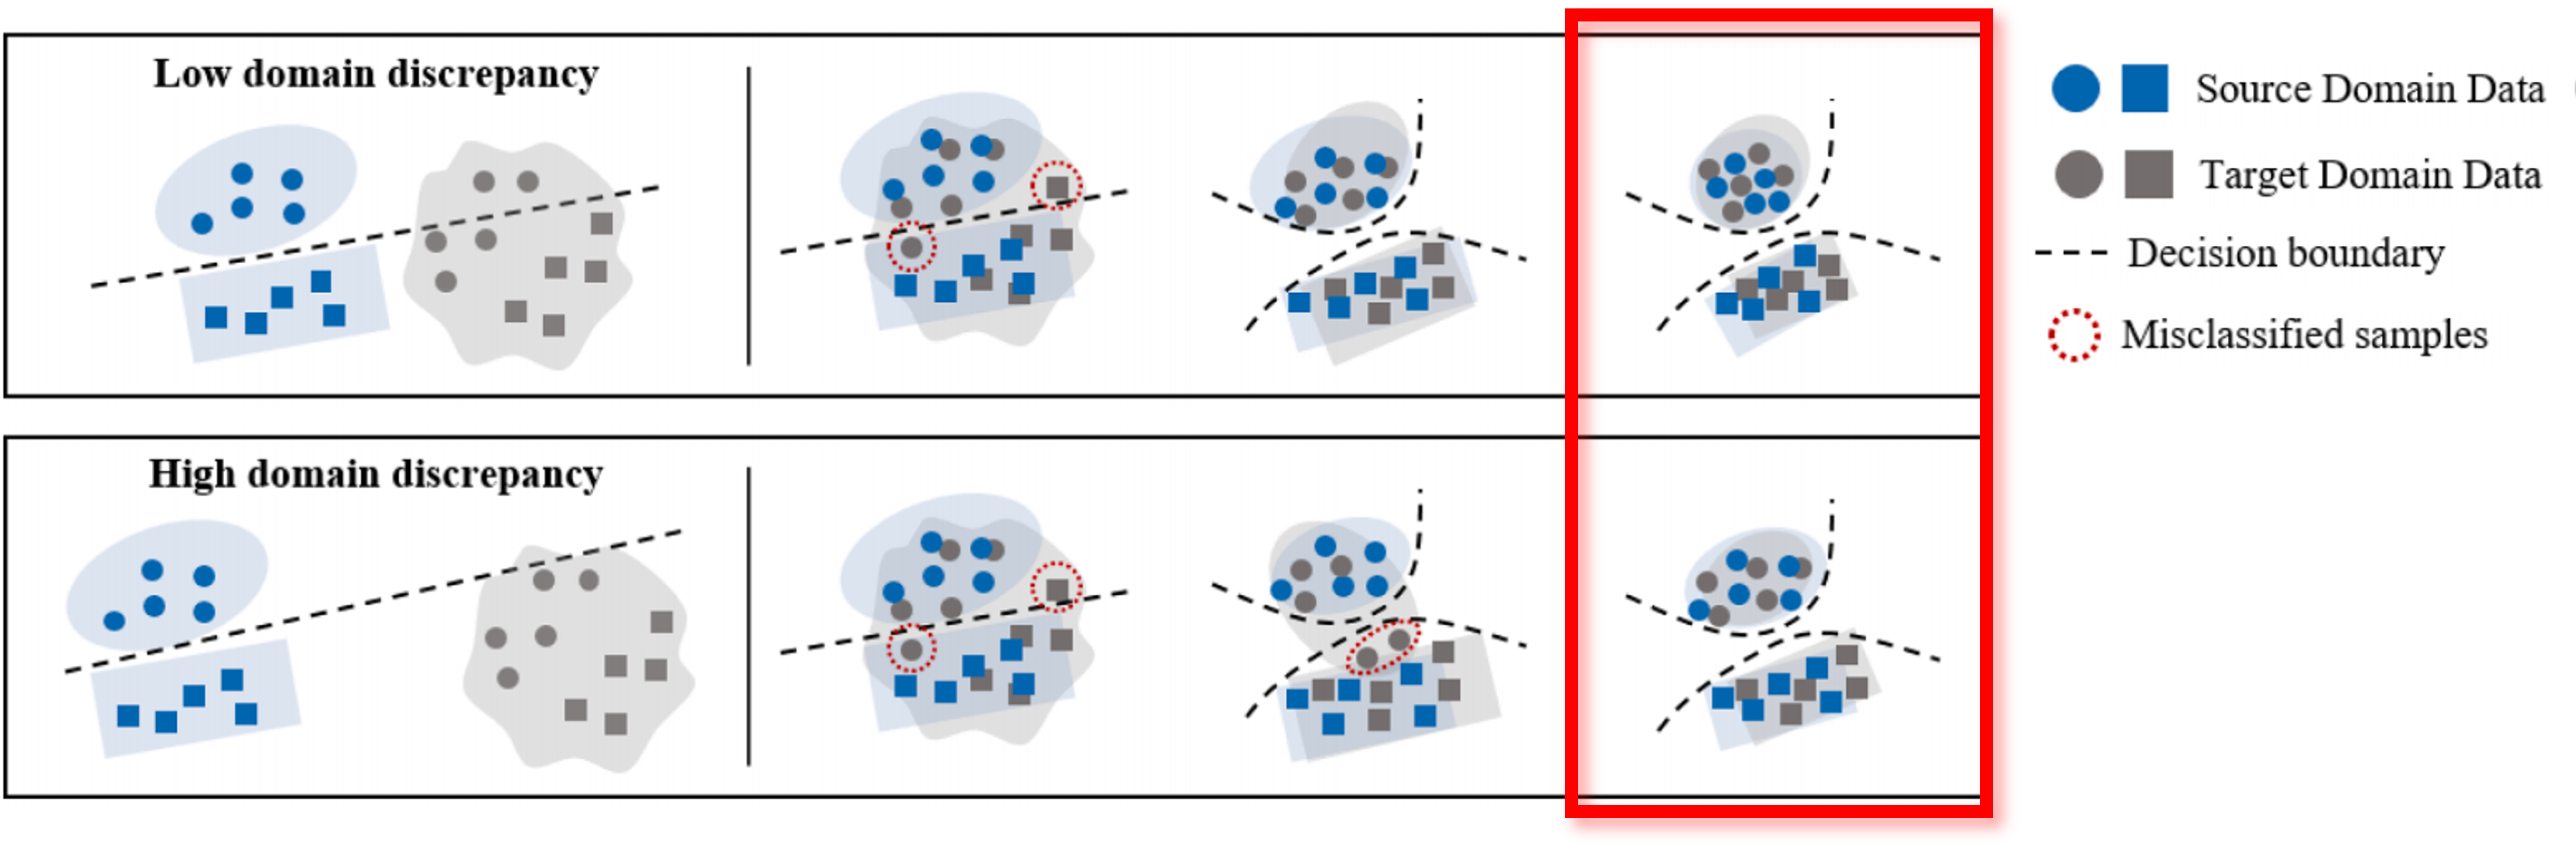 Low domain discrepancy
Source Domain Data
Target Domain Data
Decision boundary
Misclassified samples
High domain discrepancy